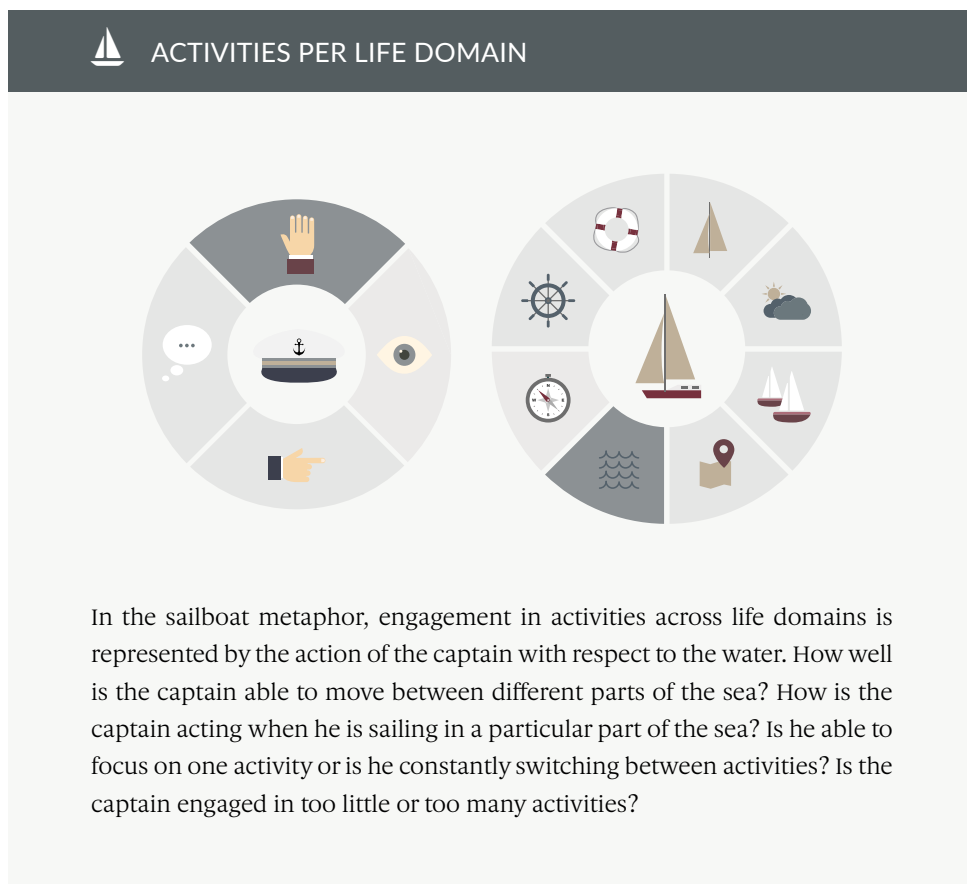 ACTIVITIES PER LIFE DOMAIN
In the sailboat metaphor, engagement in activities across life domains is
represented by the action of the captain with respect to the water. How well
is the captain able to move between different parts of the sea? How is the
captain acting when he is sailing in a particular part of the sea? Is he able to
focus on one activity or is he constantly switching between activities? Is the
captain engaged in too little or too many activities?